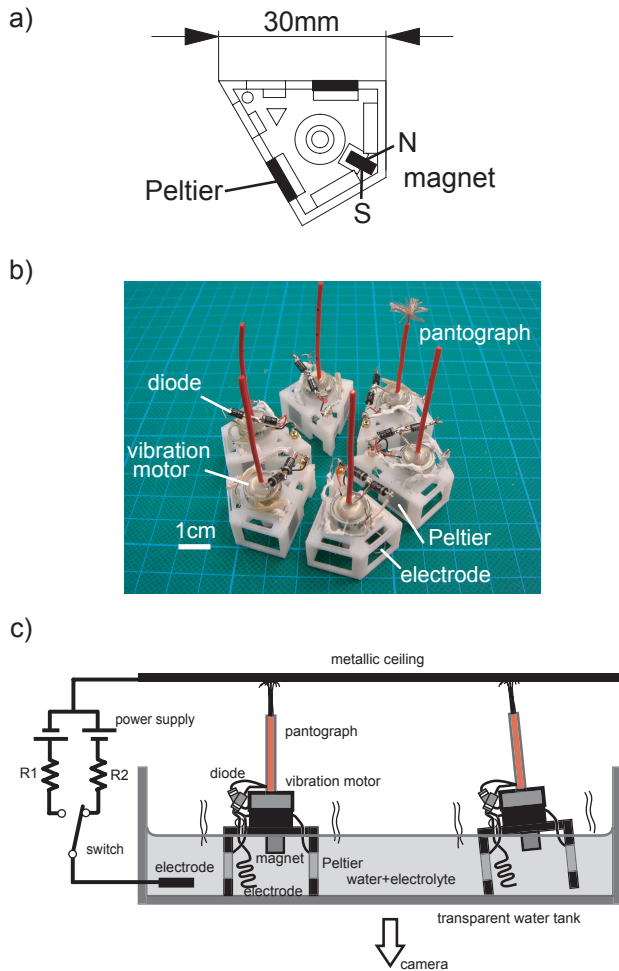 a)
30mm
N
magnet
S
Peltier
b)
pantograph
diode
vibration
motor
1cm
Peltier
electrode
c)
metallic ceiling
power supply
pantograph
R1
R2
diode
vibration motor
switch
electrode
magnet
Peltier
electrode
water+electrolyte
transparent water tank
camera